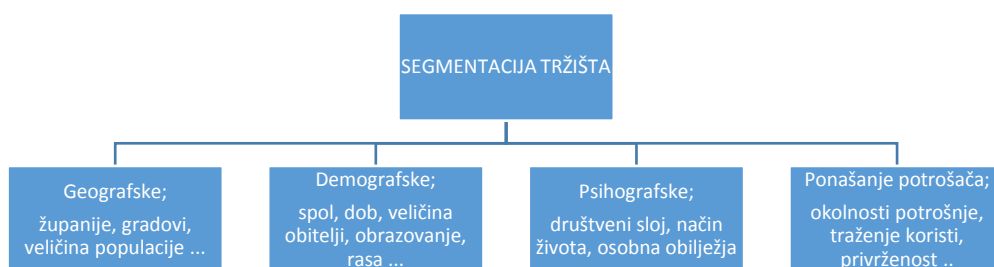 SEGMENTACIJA TRŽIŠTA
Geografske;
županije, gradovi,
veličina populacije ...
Demografske;
spol, dob, veličina
obitelji, obrazovanje,
rasa ...
Psihografske;
društveni sloj, način
života, osobna obilježja
Ponašanje potrošača;
okolnosti potrošnje,
traženje koristi,
privrženost ..